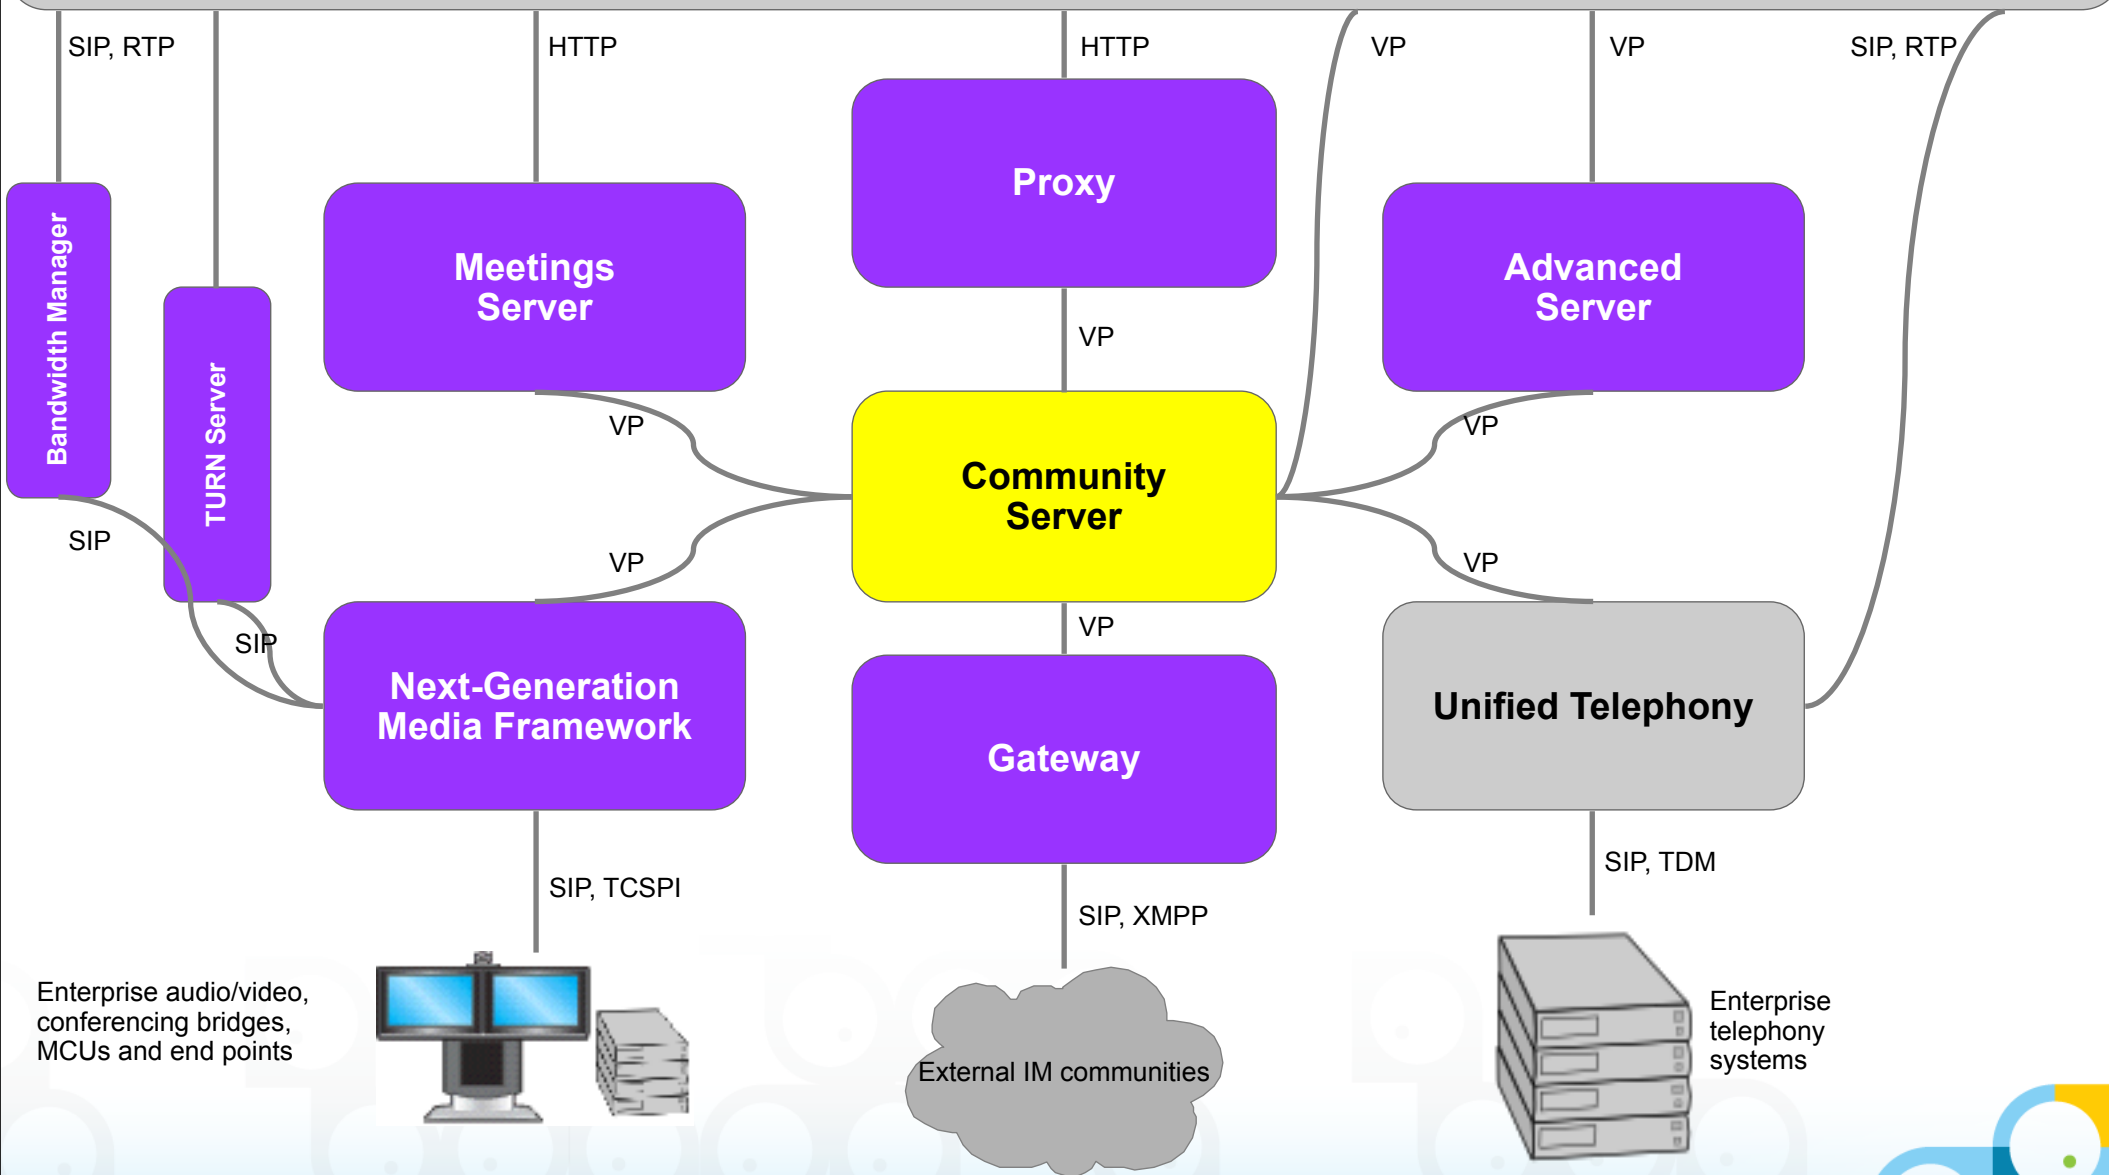 SIP, RTP
HTTP
HTTP
VP
VP
SIP, RTP
Proxy
Bandwidth Manager
Meetings
Server
Advanced
Server
VP
TURN Server
VP
VP
Community
Server
SIP
VP
VP
VP
SIP
Next-Generation
Media Framework
Gateway
Unified Telephony
SIP, TCSPI
SIP, XMPP
SIP, TDM
Enterprise audio/video,
conferencing bridges,
MCUs and end points
External IM communities
Enterprise
telephony
systems